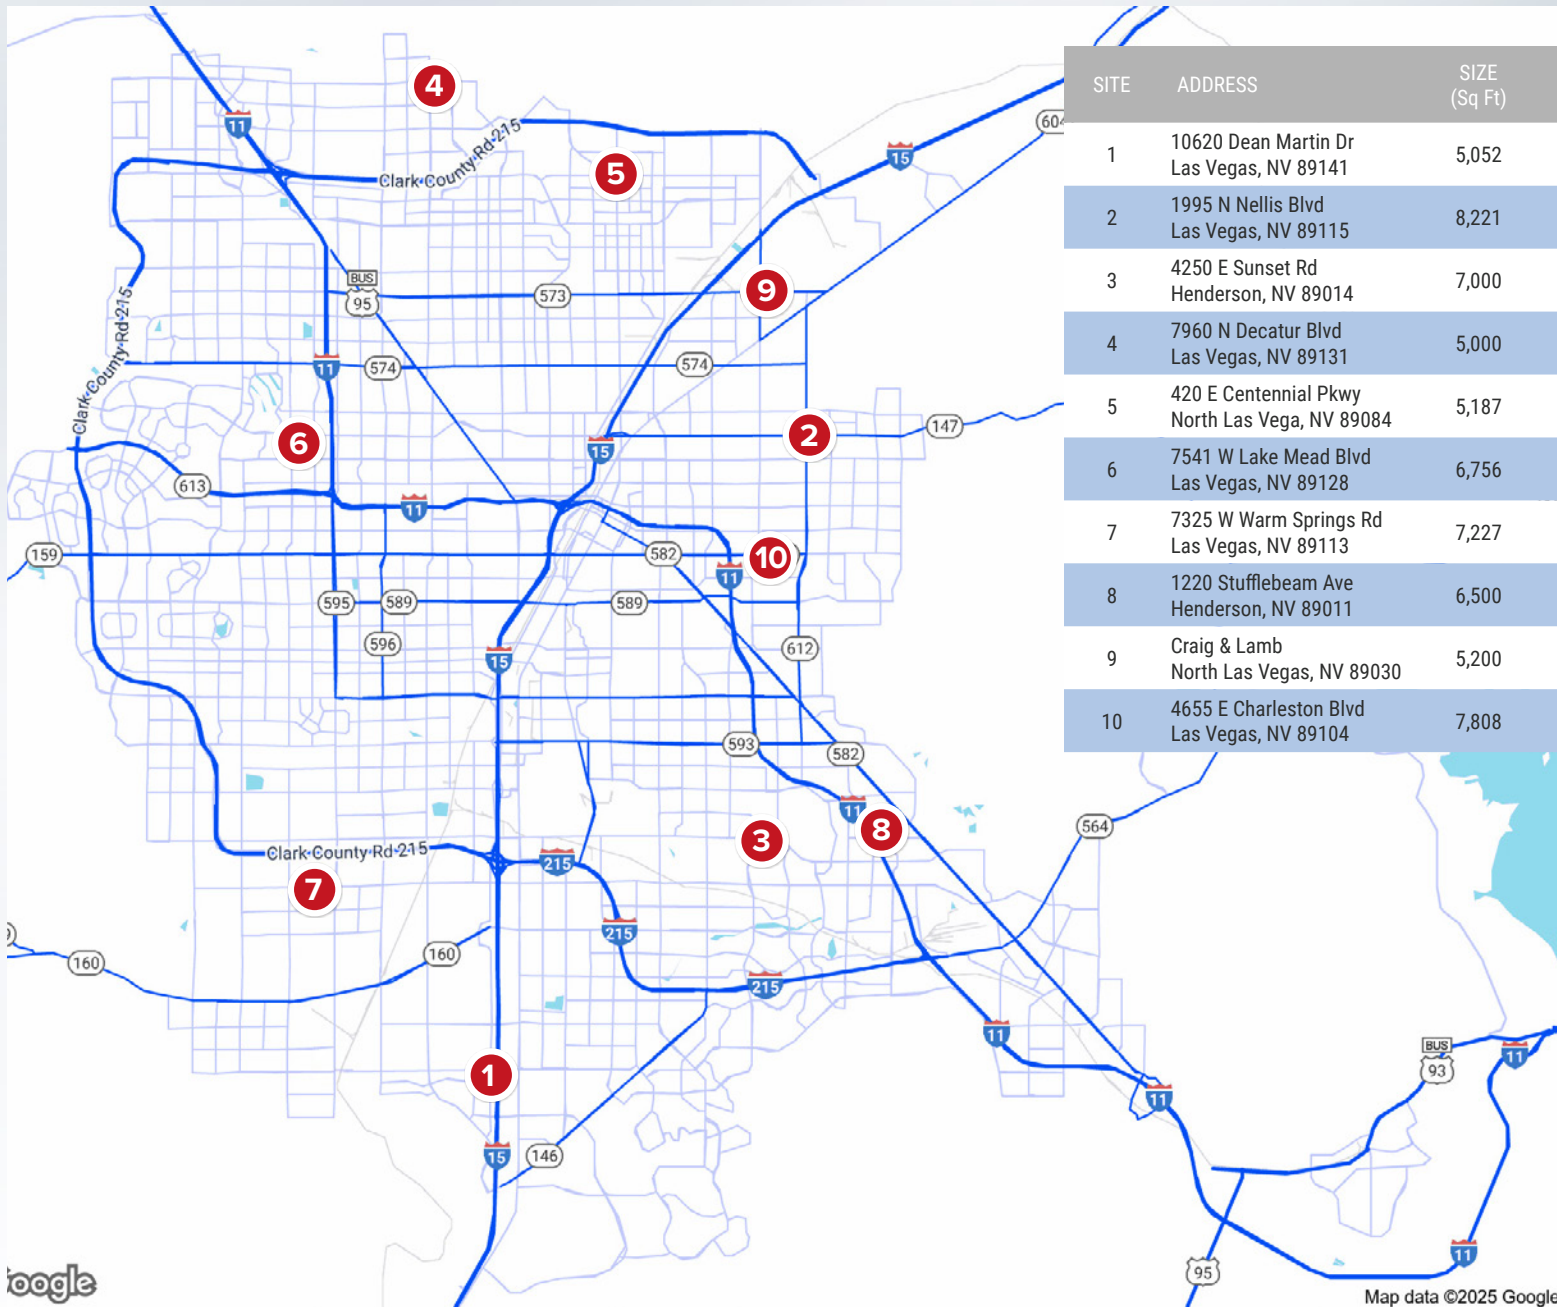 SITE ADDRESS SIZE
(Sq Ft)
1 10620 Dean Martin Dr
Las Vegas, NV 89141 5,052
2 1995 N Nellis Blvd
Las Vegas, NV 89115 8,221
3 4250 E Sunset Rd
Henderson, NV 89014 7,000
4 7960 N Decatur Blvd
Las Vegas, NV 89131 5,000
5 420 E Centennial Pkwy
North Las Vega, NV 89084 5,187
6 7541 W Lake Mead Blvd
Las Vegas, NV 89128 6,756
7 7325 W Warm Springs Rd
Las Vegas, NV 89113 7,227
8 1220 Stufflebeam Ave
Henderson, NV 89011 6,500
9 Craig & Lamb
North Las Vegas, NV 89030 5,200
10 4655 E Charleston Blvd
Las Vegas, NV 89104 7,808
4
11
604
Clark County Rd 215
15
5
BUS
95
573
9
Clark County Rd 215
11
574
574
6
15
2
147
613
11
159
582
10
11
595
589
589
596
612
15
593
582
11
8
3
564
Clark County Rd 215
215
7
215
160
160
215
11
BUS
93
11
1
11
15
146
11
95
oogle
Map data ©2025 Google